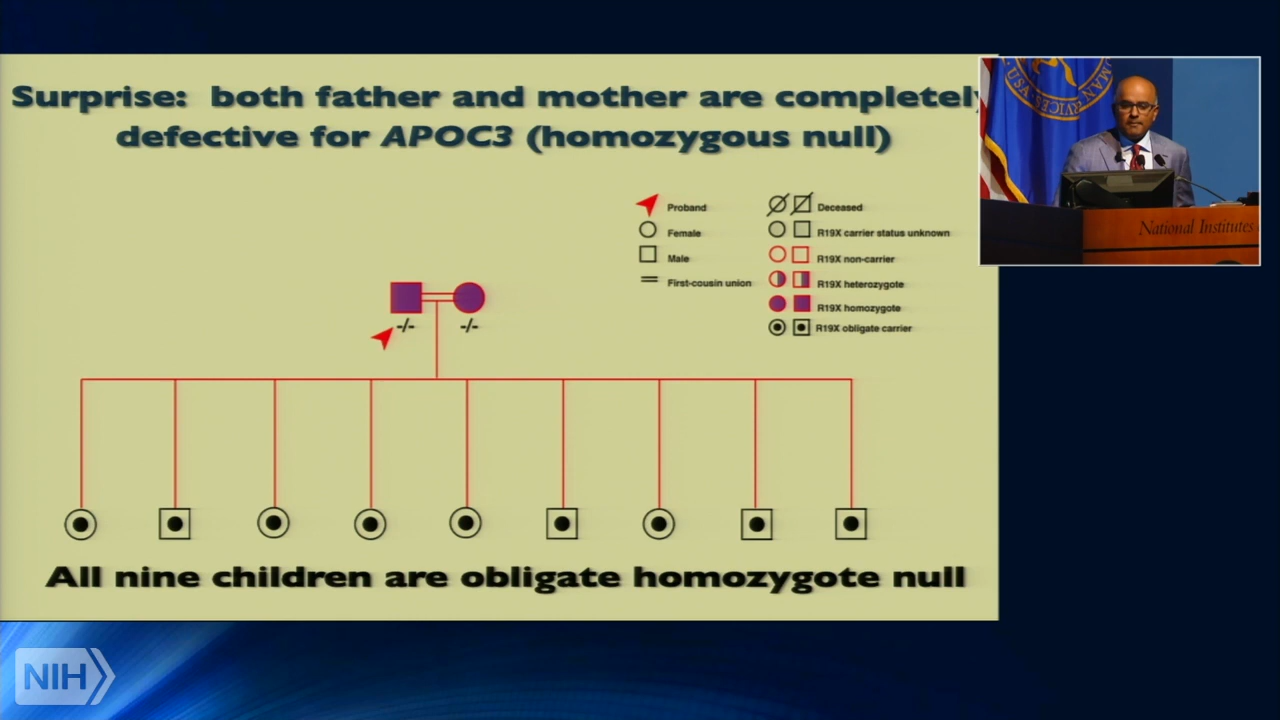 Surprise: both father and mother are completely
defective for APOC3 (homozygous null)
Proband
Female
Male
First-cousin union
Deceased
R19X carrier status unknown
R19X non-carrier
R19X heterozygote
R19X homozygote
R19X obligate carrier
-/- -/-
All nine children are obligate homozygote null
National Institutes
NIH